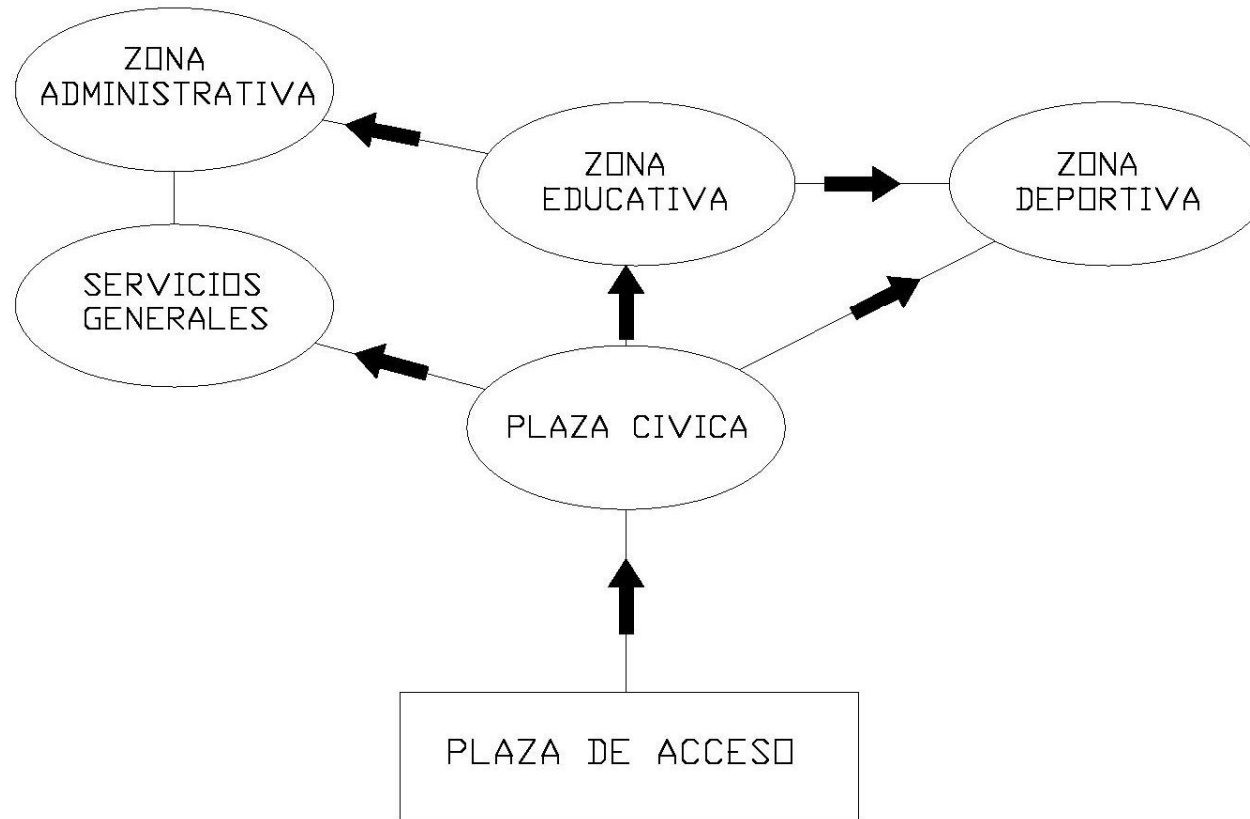 ZONA
ADMINISTRATIVA
ZONA
EDUCATIVA
ZONA
DEPORTIVA
SERVICIOS
GENERALES
PLAZA CIVICA
PLAZA DE ACCESO